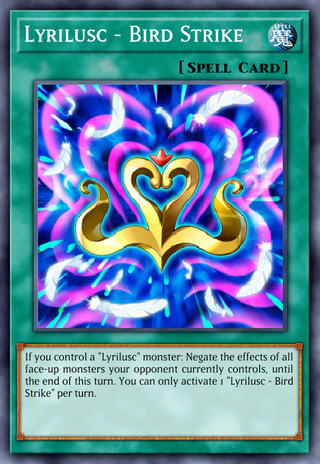 Lyrilusc - Bird Strike
魔
[Spell Card]
If you control a "Lyrilusc" monster: Negate the effects of all
face-up monsters your opponent currently controls, until
the end of this turn. You can only activate 1 "Lyrilusc - Bird
Strike" per turn.